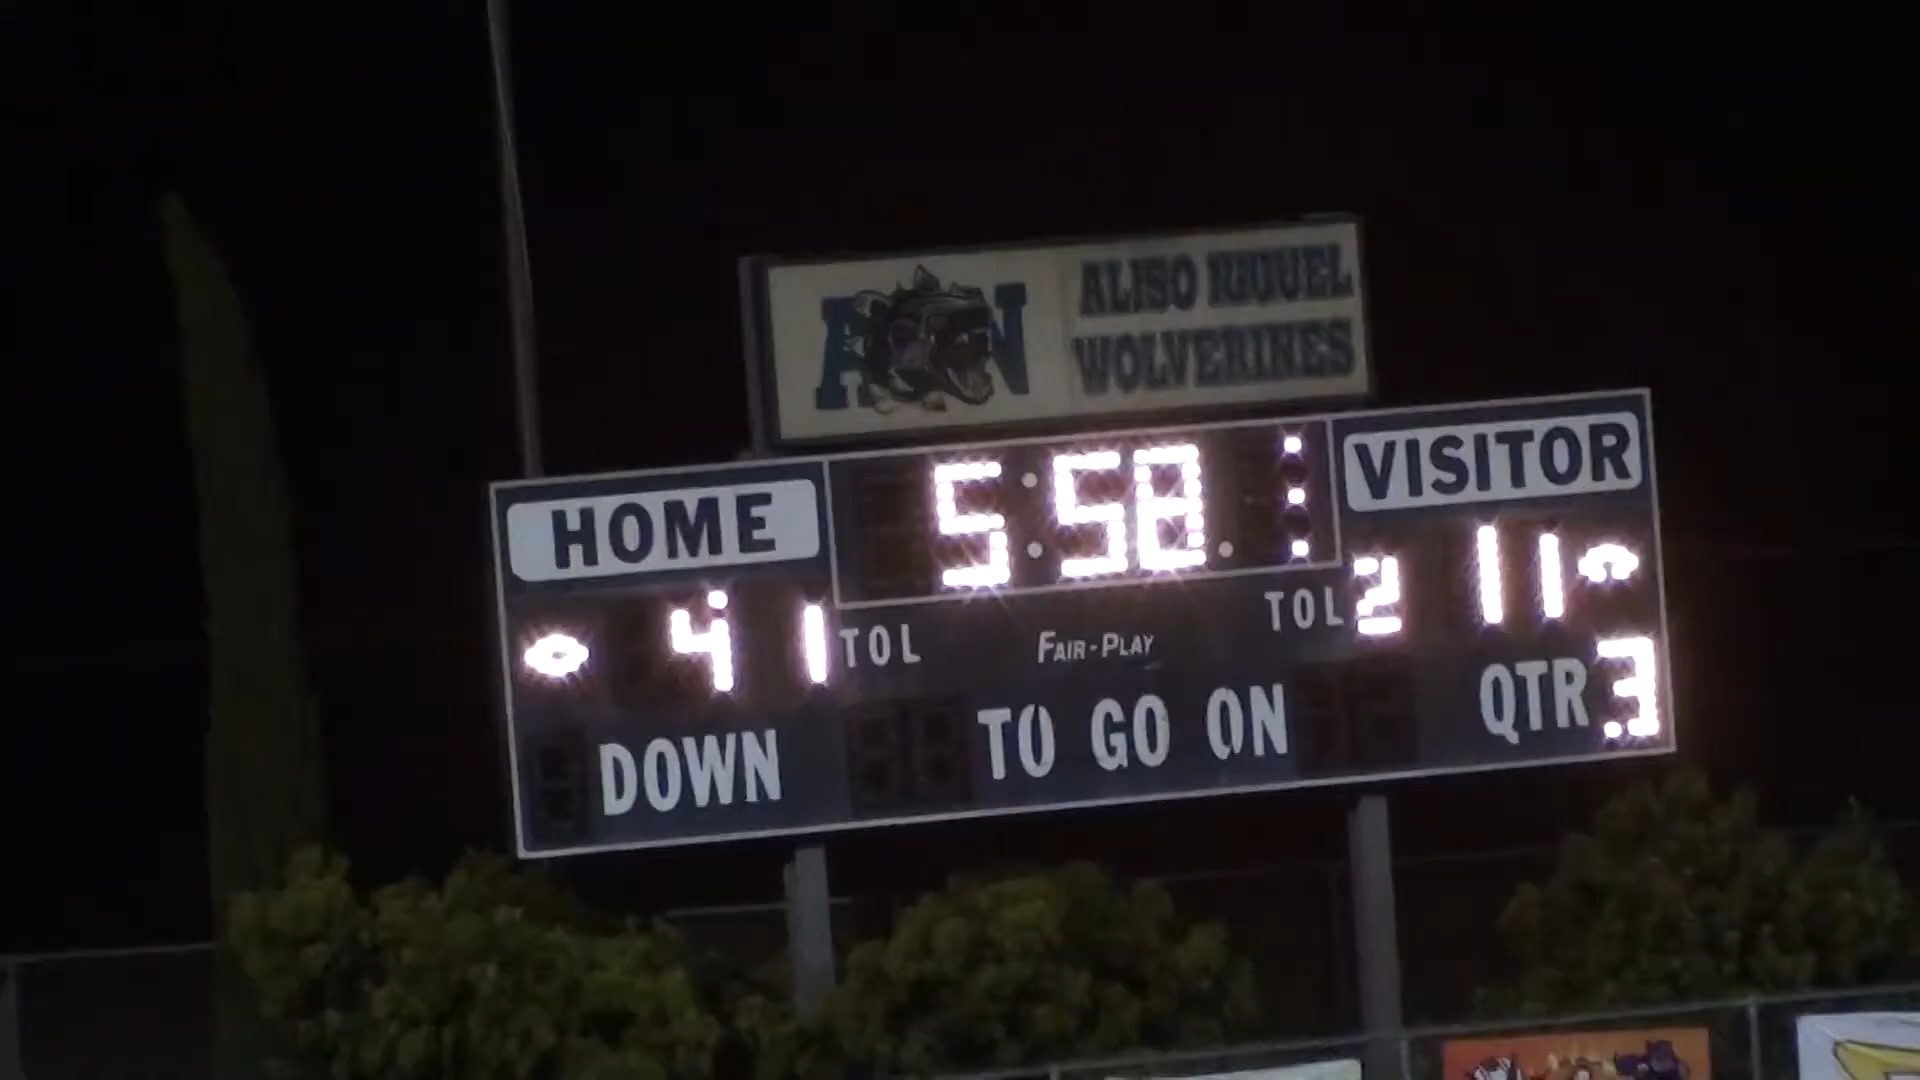 AN
ALISO NIGUEL
WOLVERINES
HOME
5:58
VISITOR
4 1 TOL
FAIR-PLAY
TOL 2 11
DOWN
TO GO ON
QTR 3